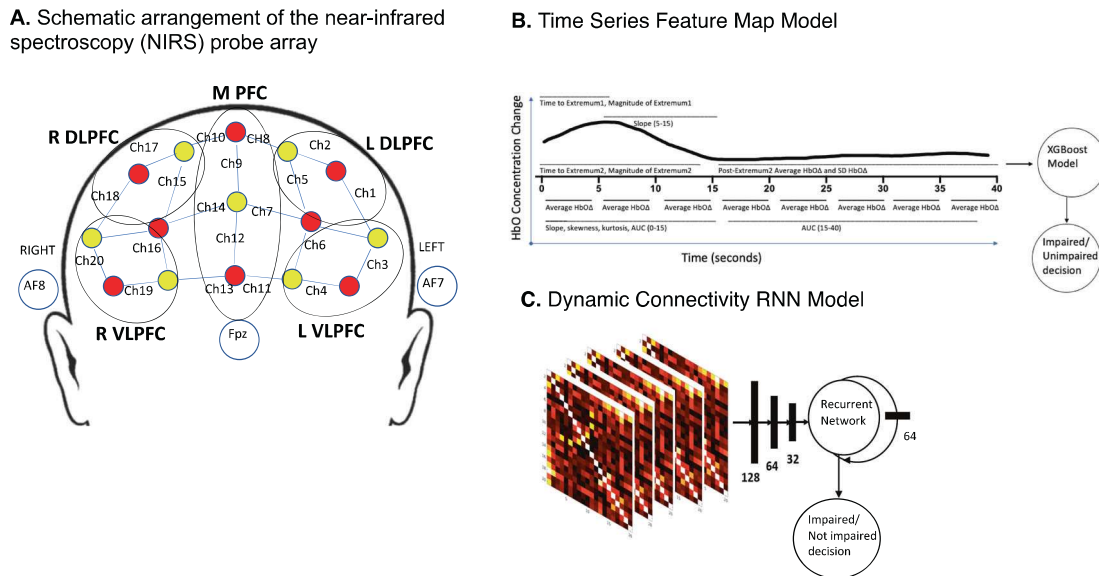 A. Schematic arrangement of the near-infrared
spectroscopy (NIRS) probe array
M PFC
R DLPFC
L DLPFC
Ch17
Ch10
CH8
Ch2
Ch9
Ch15
Ch5
Ch18
Ch1
Ch14
Ch7
Ch16
Ch12
Ch6
RIGHT
LEFT
Ch20
Ch3
AF8
Ch19
Ch13
Ch11
Ch4
AF7
R VLPFC
L VLPFC
Fpz
B. Time Series Feature Map Model
HbO Concentration Change
Time to Extremum1, Magnitude of Extremum1
Slope (5-15)
Time to Extremum2, Magnitude of Extremum2
Post-Extremum2 Average HbOΔ and SD HbOΔ
0 5 10 15 20 25 30 35 40
Average HbOΔ Average HbOΔ Average HbOΔ Average HbOΔ Average HbOΔ Average HbOΔ Average HbOΔ Average HbOΔ
Slope, skewness, kurtosis, AUC (0-15)
AUC (15-40)
Time (seconds)
XGBoost
Model
Impaired/
Unimpaired
decision
C. Dynamic Connectivity RNN Model
128
64
32
Recurrent
Network
64
Impaired/
Not impaired
decision